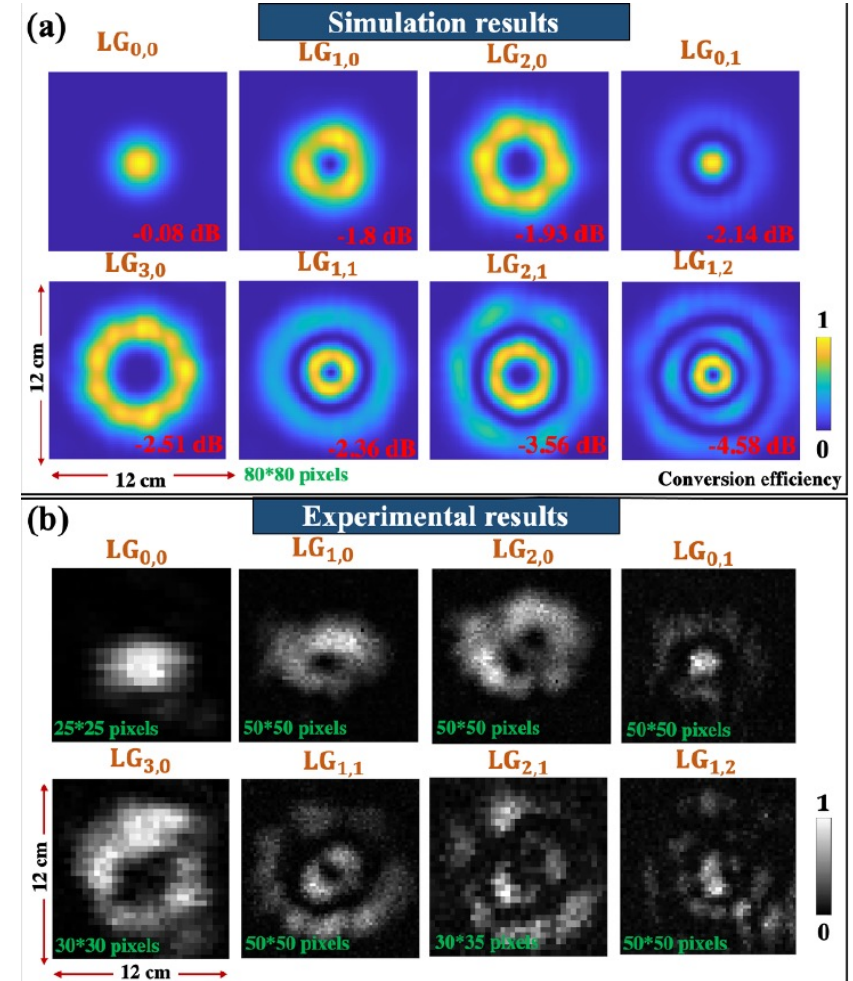 (a)
Simulation results
LG0,0
LG1,0
LG2,0
LG0,1
-0.08 dB
-1.8 dB
-1.93 dB
-2.14 dB
LG3,0
LG1,1
LG2,1
LG1,2
12 cm
-2.51 dB
-2.36 dB
-3.56 dB
-4.58 dB
1
0
12 cm
80*80 pixels
Conversion efficiency
(b)
Experimental results
LG0,0
LG1,0
LG2,0
LG0,1
25*25 pixels
50*50 pixels
50*50 pixels
50*50 pixels
LG3,0
LG1,1
LG2,1
LG1,2
12 cm
30*30 pixels
50*50 pixels
30*35 pixels
50*50 pixels
1
0
12 cm